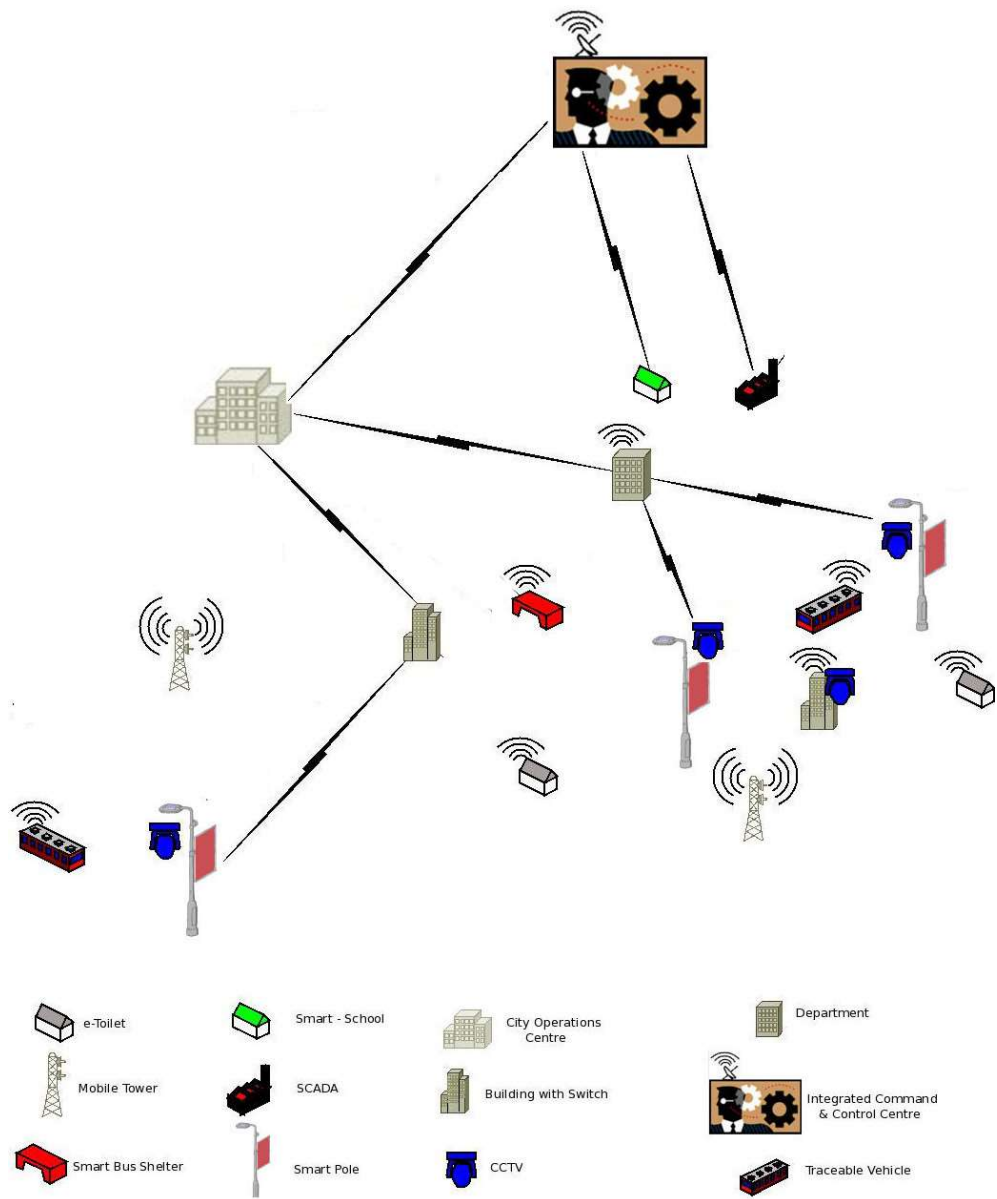 e-Toilet
Smart - School
City Operations
Centre
Department
Mobile Tower
SCADA
Building with Switch
Integrated Command
& Control Centre
Smart Bus Shelter
Smart Pole
CCTV
Traceable Vehicle